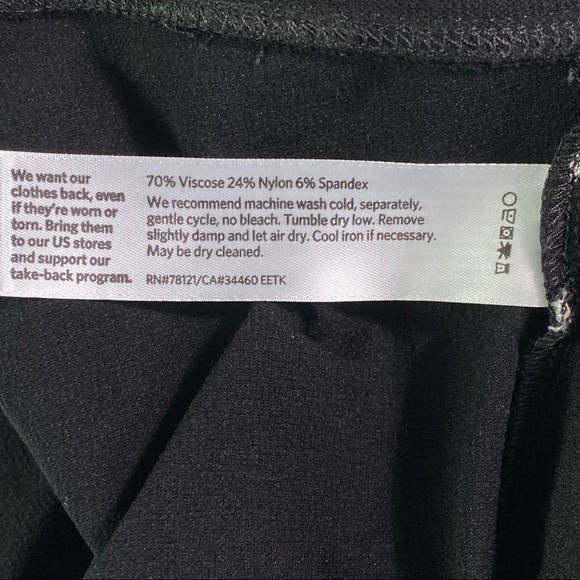 We want our
clothes back, even
if they're worn or
torn. Bring them
to our US stores
and support our
take-back program.
70% Viscose 24% Nylon 6% Spandex
We recommend machine wash cold, separately,
gentle cycle, no bleach. Tumble dry low. Remove
slightly damp and let air dry. Cool iron if necessary.
May be dry cleaned.
RN#78121/CA#34460 EETK